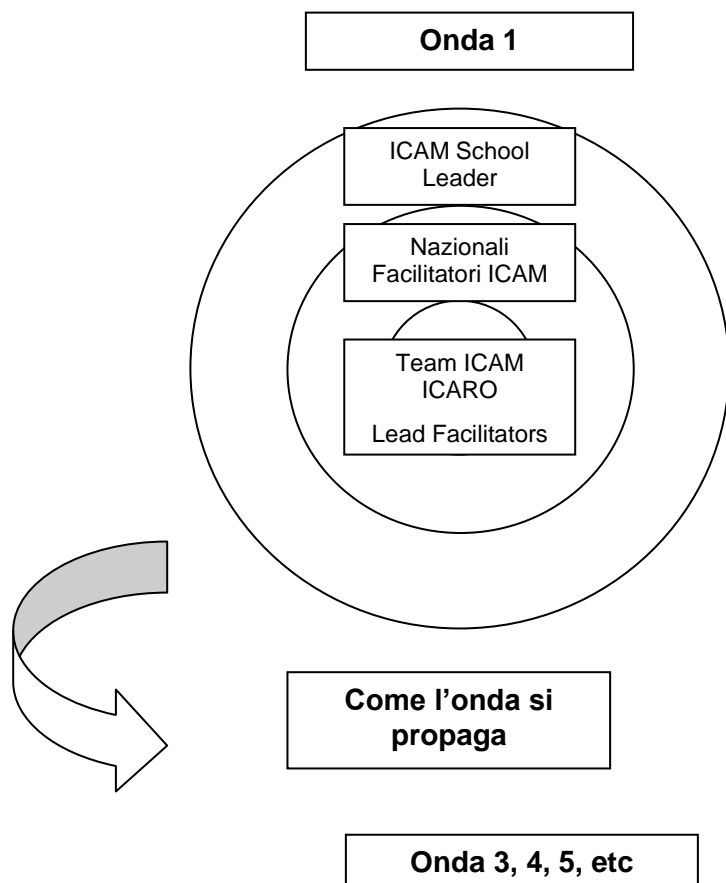 Onda 1
ICAM School
Leader
Nazionali
Facilitatori ICAM
Team ICAM
ICARO
Lead Facilitators
Come l’onda si
propaga
Onda 3, 4, 5, etc